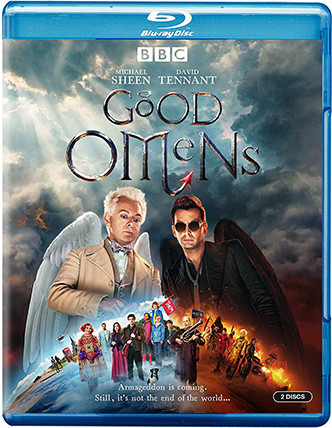 Blu-ray Disc
BBC
MICHAEL DAVID
SHEEN TENNANT
GOOD
OMENS
Armageddon is coming.
Still, it's not the end of the world...
2 DISCS